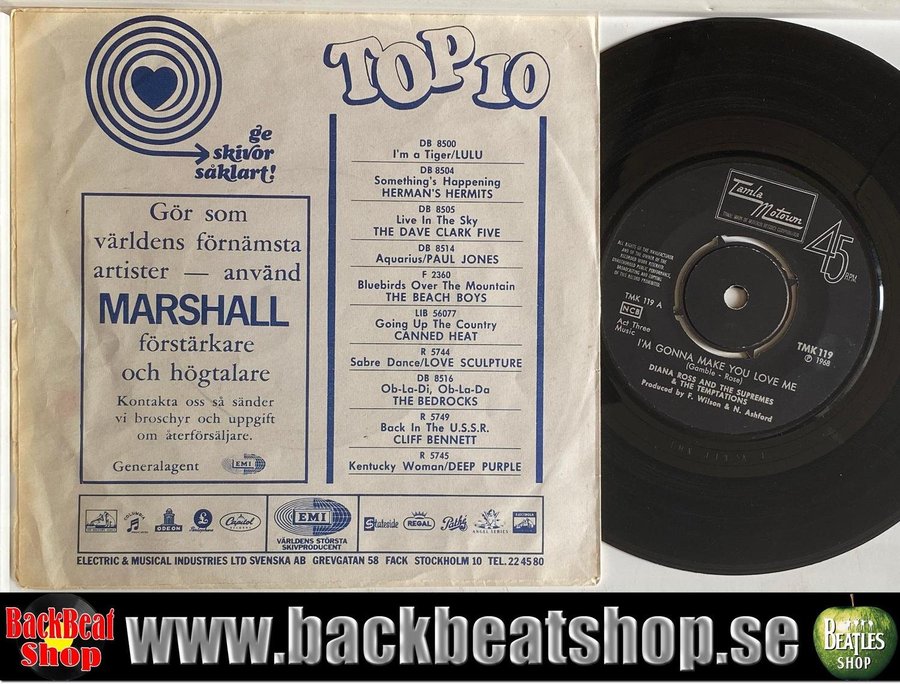 ge
skivor
såklart!
Gör som
världens förnämsta
artister — använd
MARSHALL
förstärkare
och högtalare
Kontakta oss så sänder
vi broschyr och uppgift
om återförsäljare.
Generalagent EMI
TOP 10
DB 8500
I'm a Tiger/LULU
DB 8504
Something's Happening
HERMAN'S HERMITS
DB 8505
Live In The Sky
THE DAVE CLARK FIVE
DB 8514
Aquarius/PAUL JONES
F 2360
Bluebirds Over The Mountain
THE BEACH BOYS
LIB 56077
Going Up The Country
CANNED HEAT
R 5744
Sabre Dance/LOVE SCULPTURE
DB 8516
Ob-La-Di, Ob-La-Da
THE BEDROCKS
R 5749
Back In the U.S.S.R.
CLIFF BENNETT
R 5745
Kentucky Woman/DEEP PURPLE
COLUMBIA
ODEON
Capitol
EMI
VÄRLDENS STÖRSTA
SKIVPRODUCENT
Stateside
REGAL
Pathé
ANGEL SERIES
ELECTROLA
ELECTRIC & MUSICAL INDUSTRIES LTD SVENSKA AB GREVGATAN 58 FACK STOCKHOLM 10 TEL. 22 45 80
Tamla
Motown
45
RPM
TMK 119 A
NCB
Act Three
Music
TMK 119
℗ 1968
I'M GONNA MAKE YOU LOVE ME
(Gamble - Rose)
DIANA ROSS AND THE SUPREMES
& THE TEMPTATIONS
Produced by F. Wilson & N. Ashford
BackBeat
Shop
www.backbeatshop.se
BEATLES
SHOP